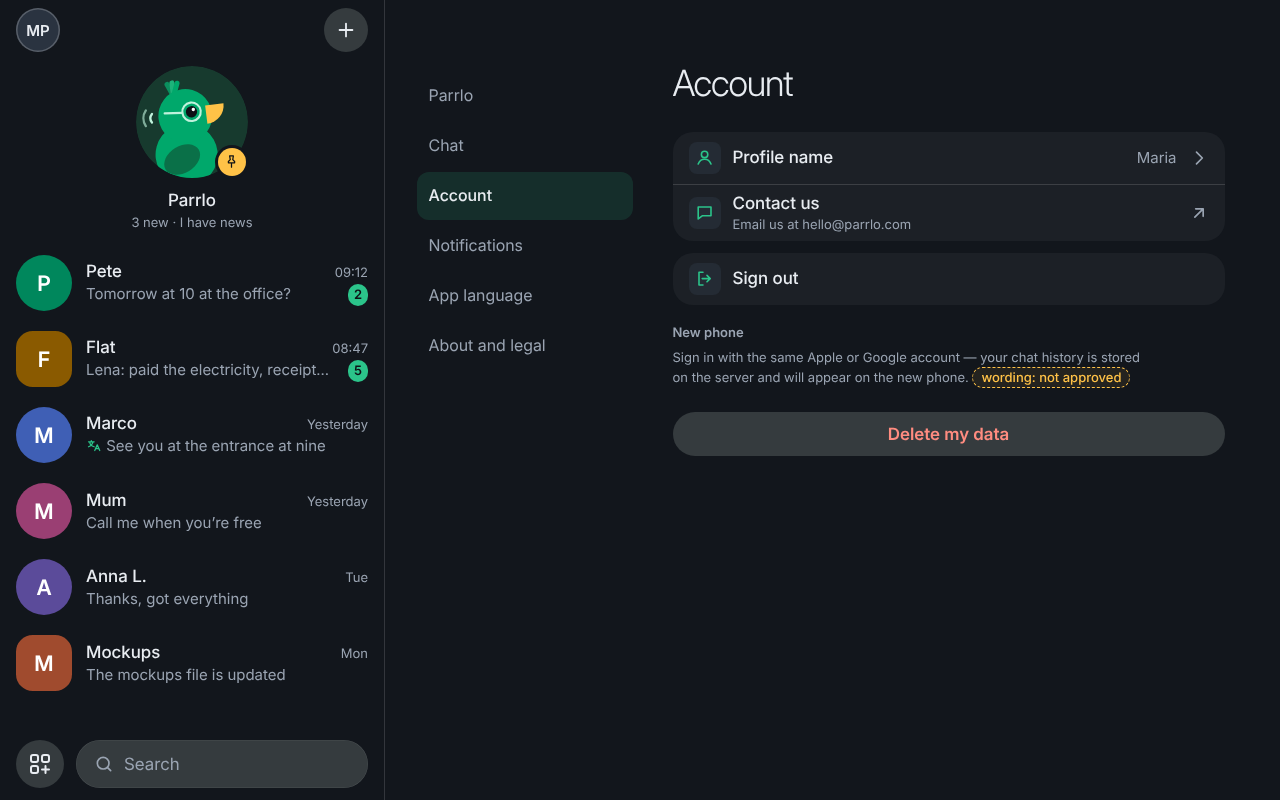 MP
Parrlo
3 new · I have news
P
Pete
09:12
Tomorrow at 10 at the office?
2
F
Flat
08:47
Lena: paid the electricity, receipt…
5
M
Marco
Yesterday
See you at the entrance at nine
M
Mum
Yesterday
Call me when you’re free
A
Anna L.
Tue
Thanks, got everything
M
Mockups
Mon
The mockups file is updated
Search
Parrlo
Chat
Account
Notifications
App language
About and legal
Account
Profile name
Maria
Contact us
Email us at hello@parrlo.com
Sign out
New phone
Sign in with the same Apple or Google account — your chat history is stored
on the server and will appear on the new phone. wording: not approved
Delete my data